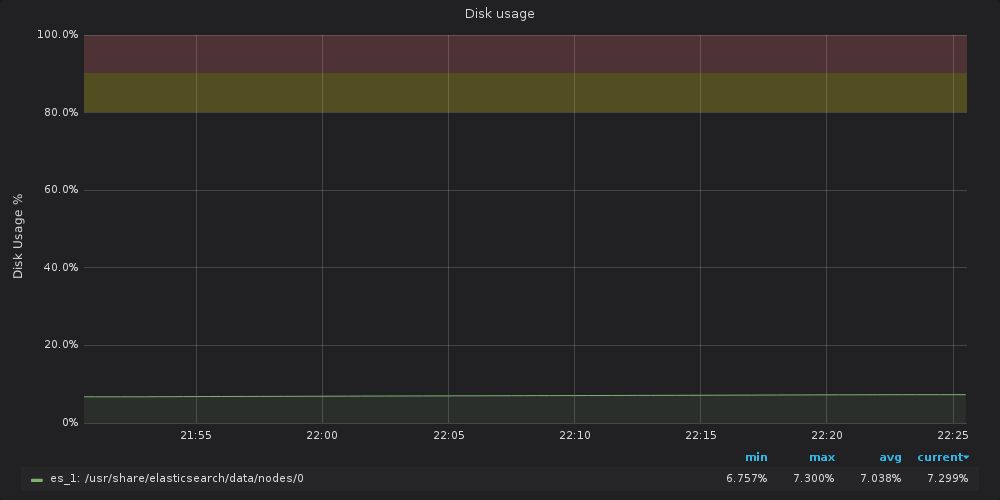 Disk usage
Disk Usage %
100.0%
80.0%
60.0%
40.0%
20.0%
0%
21:55 22:00 22:05 22:10 22:15 22:20 22:25
min max avg current
es_1: /usr/share/elasticsearch/data/nodes/0 6.757% 7.300% 7.038% 7.299%